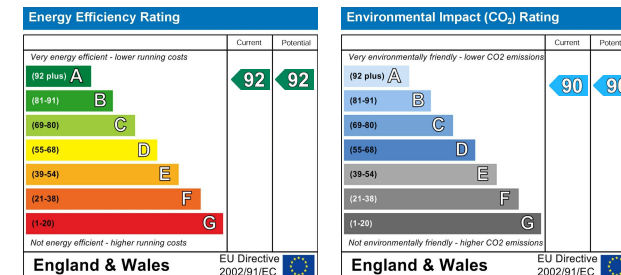 Energy Efficiency Rating
Current Potential
Very energy efficient - lower running costs
(92 plus) A
92 92
(81-91) B
(69-80) C
(55-68) D
(39-54) E
(21-38) F
(1-20) G
Not energy efficient - higher running costs
England & Wales
EU Directive
2002/91/EC
Environmental Impact (CO2) Rating
Current Potent
Very environmentally friendly - lower CO2 emissions
(92 plus) A
90 90
(81-91) B
(69-80) C
(55-68) D
(39-54) E
(21-38) F
(1-20) G
Not environmentally friendly - higher CO2 emissions
England & Wales
EU Directive
2002/91/EC